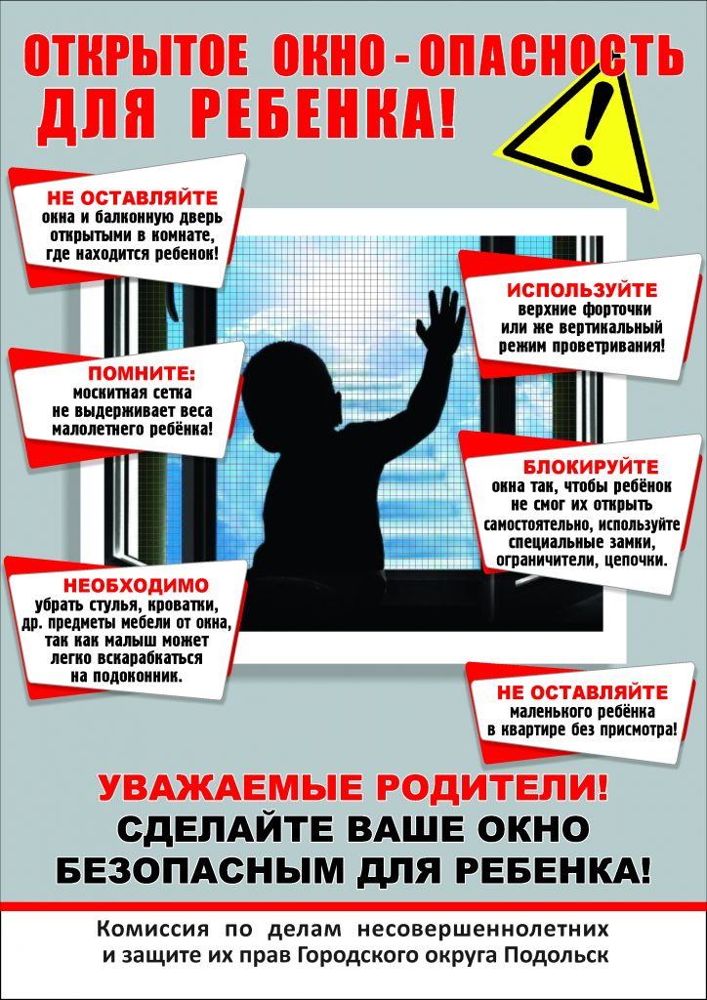 ОТКРЫТОЕ ОКНО - ОПАСНОСТЬ
ДЛЯ РЕБЕНКА!
НЕ ОСТАВЛЯЙТЕ
окна и балконную дверь
открытыми в комнате,
где находится ребенок!
ИСПОЛЬЗУЙТЕ
верхние форточки
или же вертикальный
режим проветривания!
ПОМНИТЕ:
москитная сетка
не выдерживает веса
малолетнего ребёнка!
БЛОКИРУЙТЕ
окна так, чтобы ребёнок
не смог их открыть
самостоятельно, используйте
специальные замки,
ограничители, цепочки.
НЕОБХОДИМО
убрать стулья, кроватки,
др. предметы мебели от окна,
так как малыш может
легко вскарабкаться
на подоконник.
НЕ ОСТАВЛЯЙТЕ
маленького ребёнка
в квартире без присмотра!
УВАЖАЕМЫЕ РОДИТЕЛИ!
СДЕЛАЙТЕ ВАШЕ ОКНО
БЕЗОПАСНЫМ ДЛЯ РЕБЕНКА!
Комиссия по делам несовершеннолетних
и защите их прав Городского округа Подольск